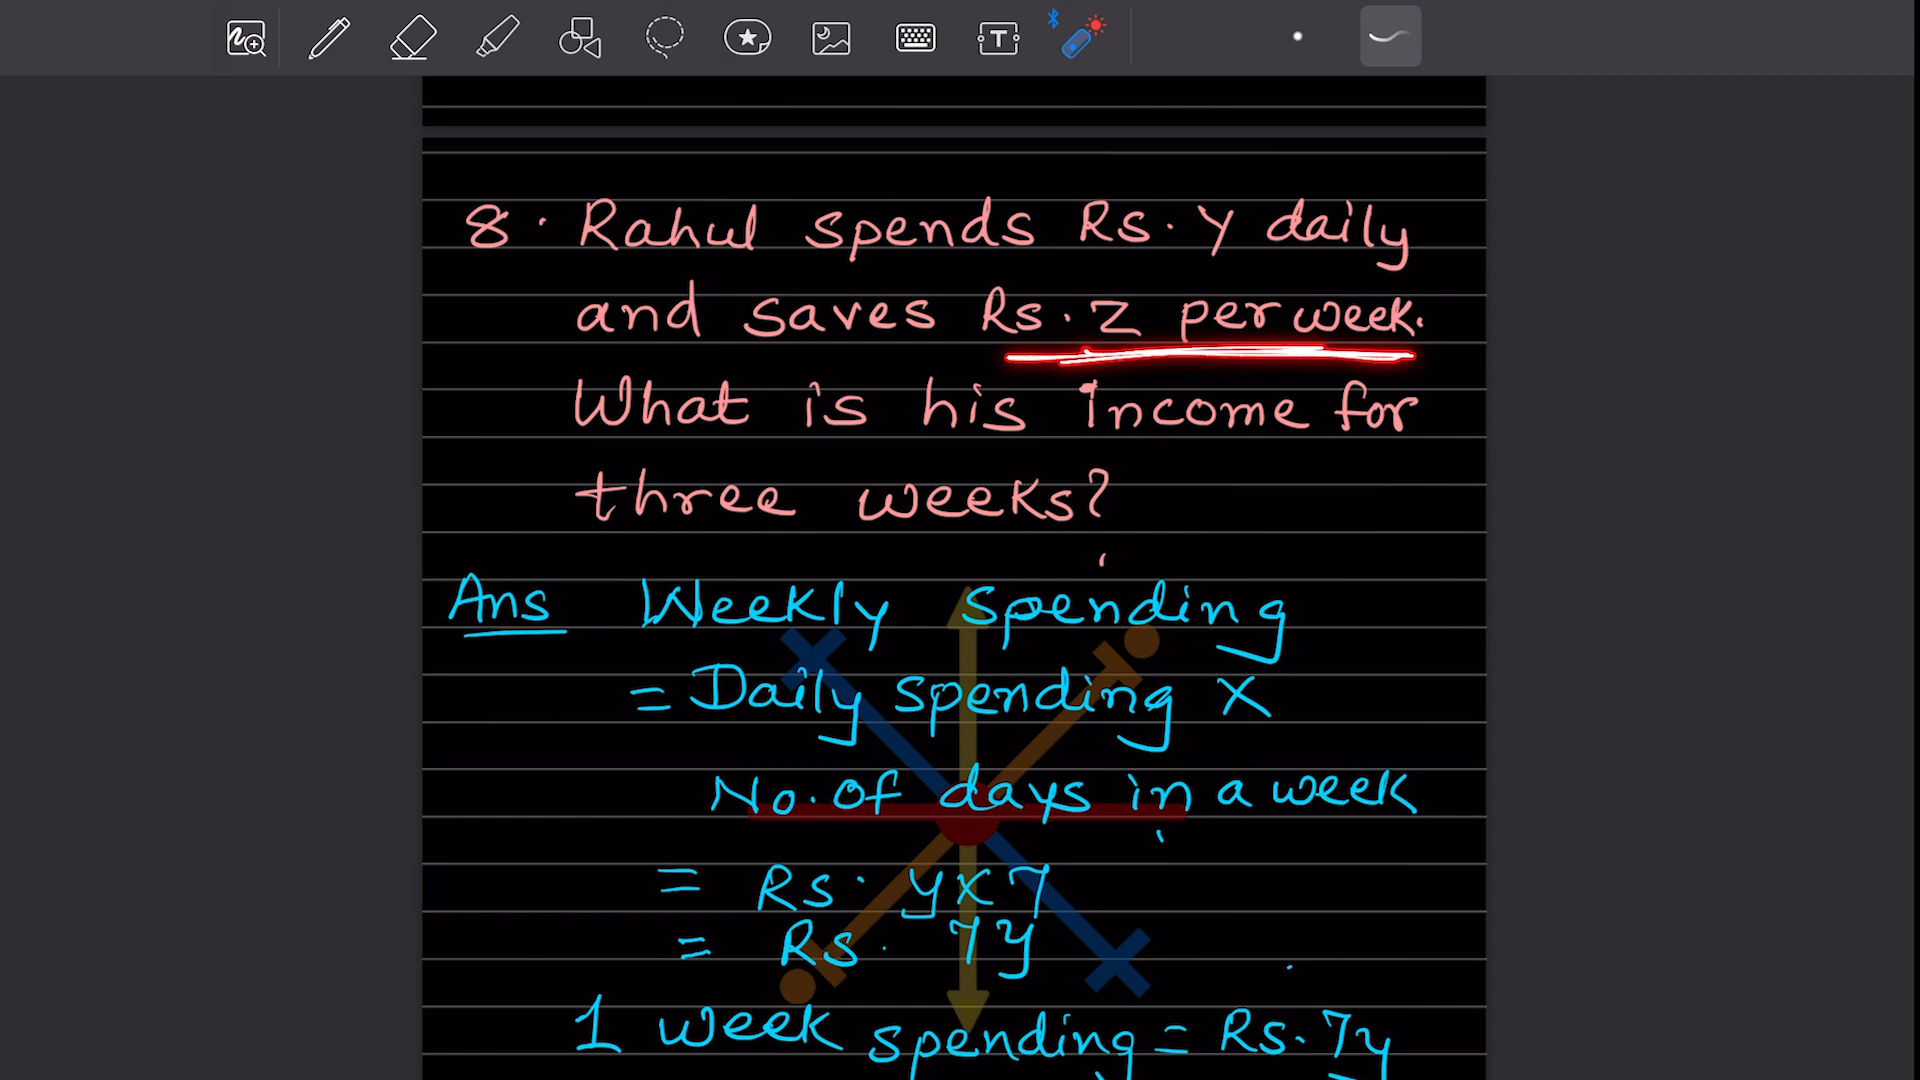 8. Rahul spends Rs. y daily
and saves Rs. z per week.
What is his income for
three weeks?
Ans Weekly spending
= Daily spending x
No. of days in a week
= Rs. y x 7
= Rs. 7y
1 week spending = Rs. 7y